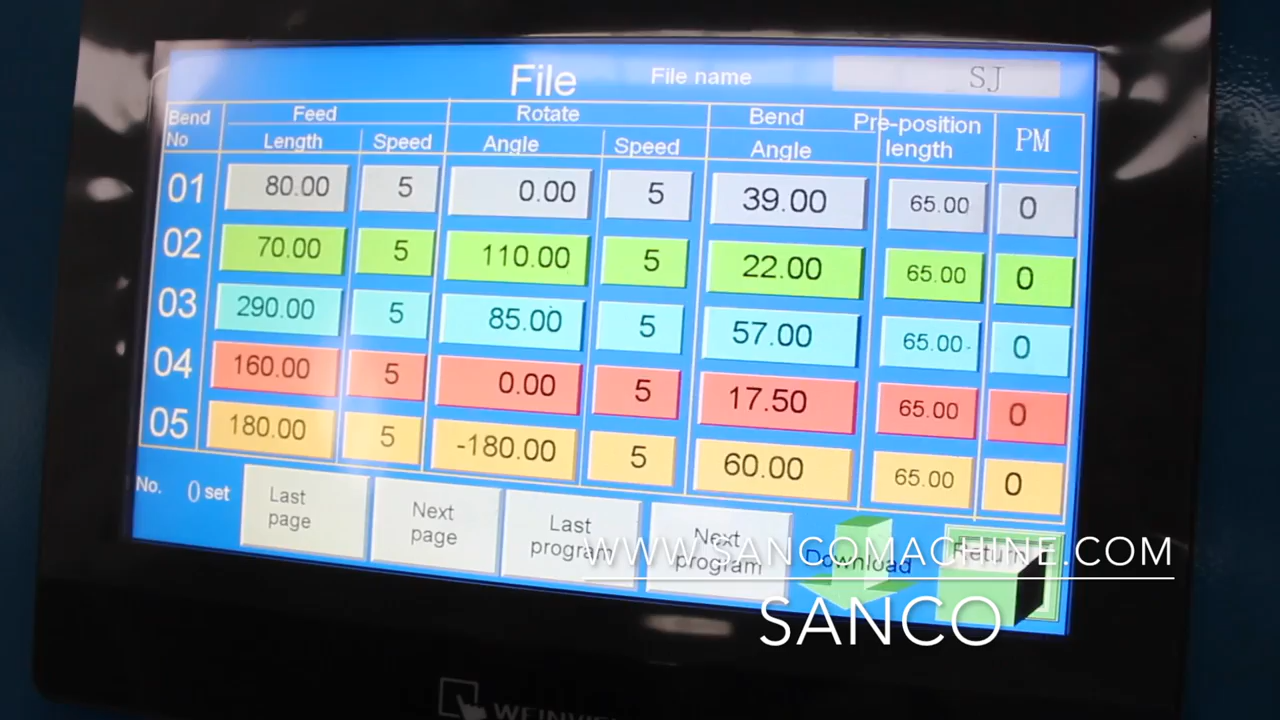 File File name SJ
Bend No Feed Rotate Bend Pre-position length PM
Length Speed Angle Speed Angle
01 80.00 5 0.00 5 39.00 65.00 0
02 70.00 5 110.00 5 22.00 65.00 0
03 290.00 5 85.00 5 57.00 65.00 0
04 160.00 5 0.00 5 17.50 65.00 0
05 180.00 5 -180.00 5 60.00 65.00 0
No. 0 set Last page Next page Last program Next program Download Return
WWW.SANCOMACHINE.COM
SANCO